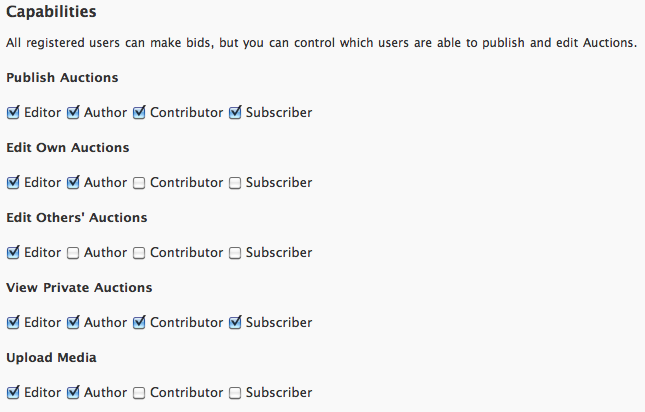 Capabilities
All registered users can make bids, but you can control which users are able to publish and edit Auctions.
Publish Auctions
Editor Author Contributor Subscriber
Edit Own Auctions
Editor Author Contributor Subscriber
Edit Others' Auctions
Editor Author Contributor Subscriber
View Private Auctions
Editor Author Contributor Subscriber
Upload Media
Editor Author Contributor Subscriber